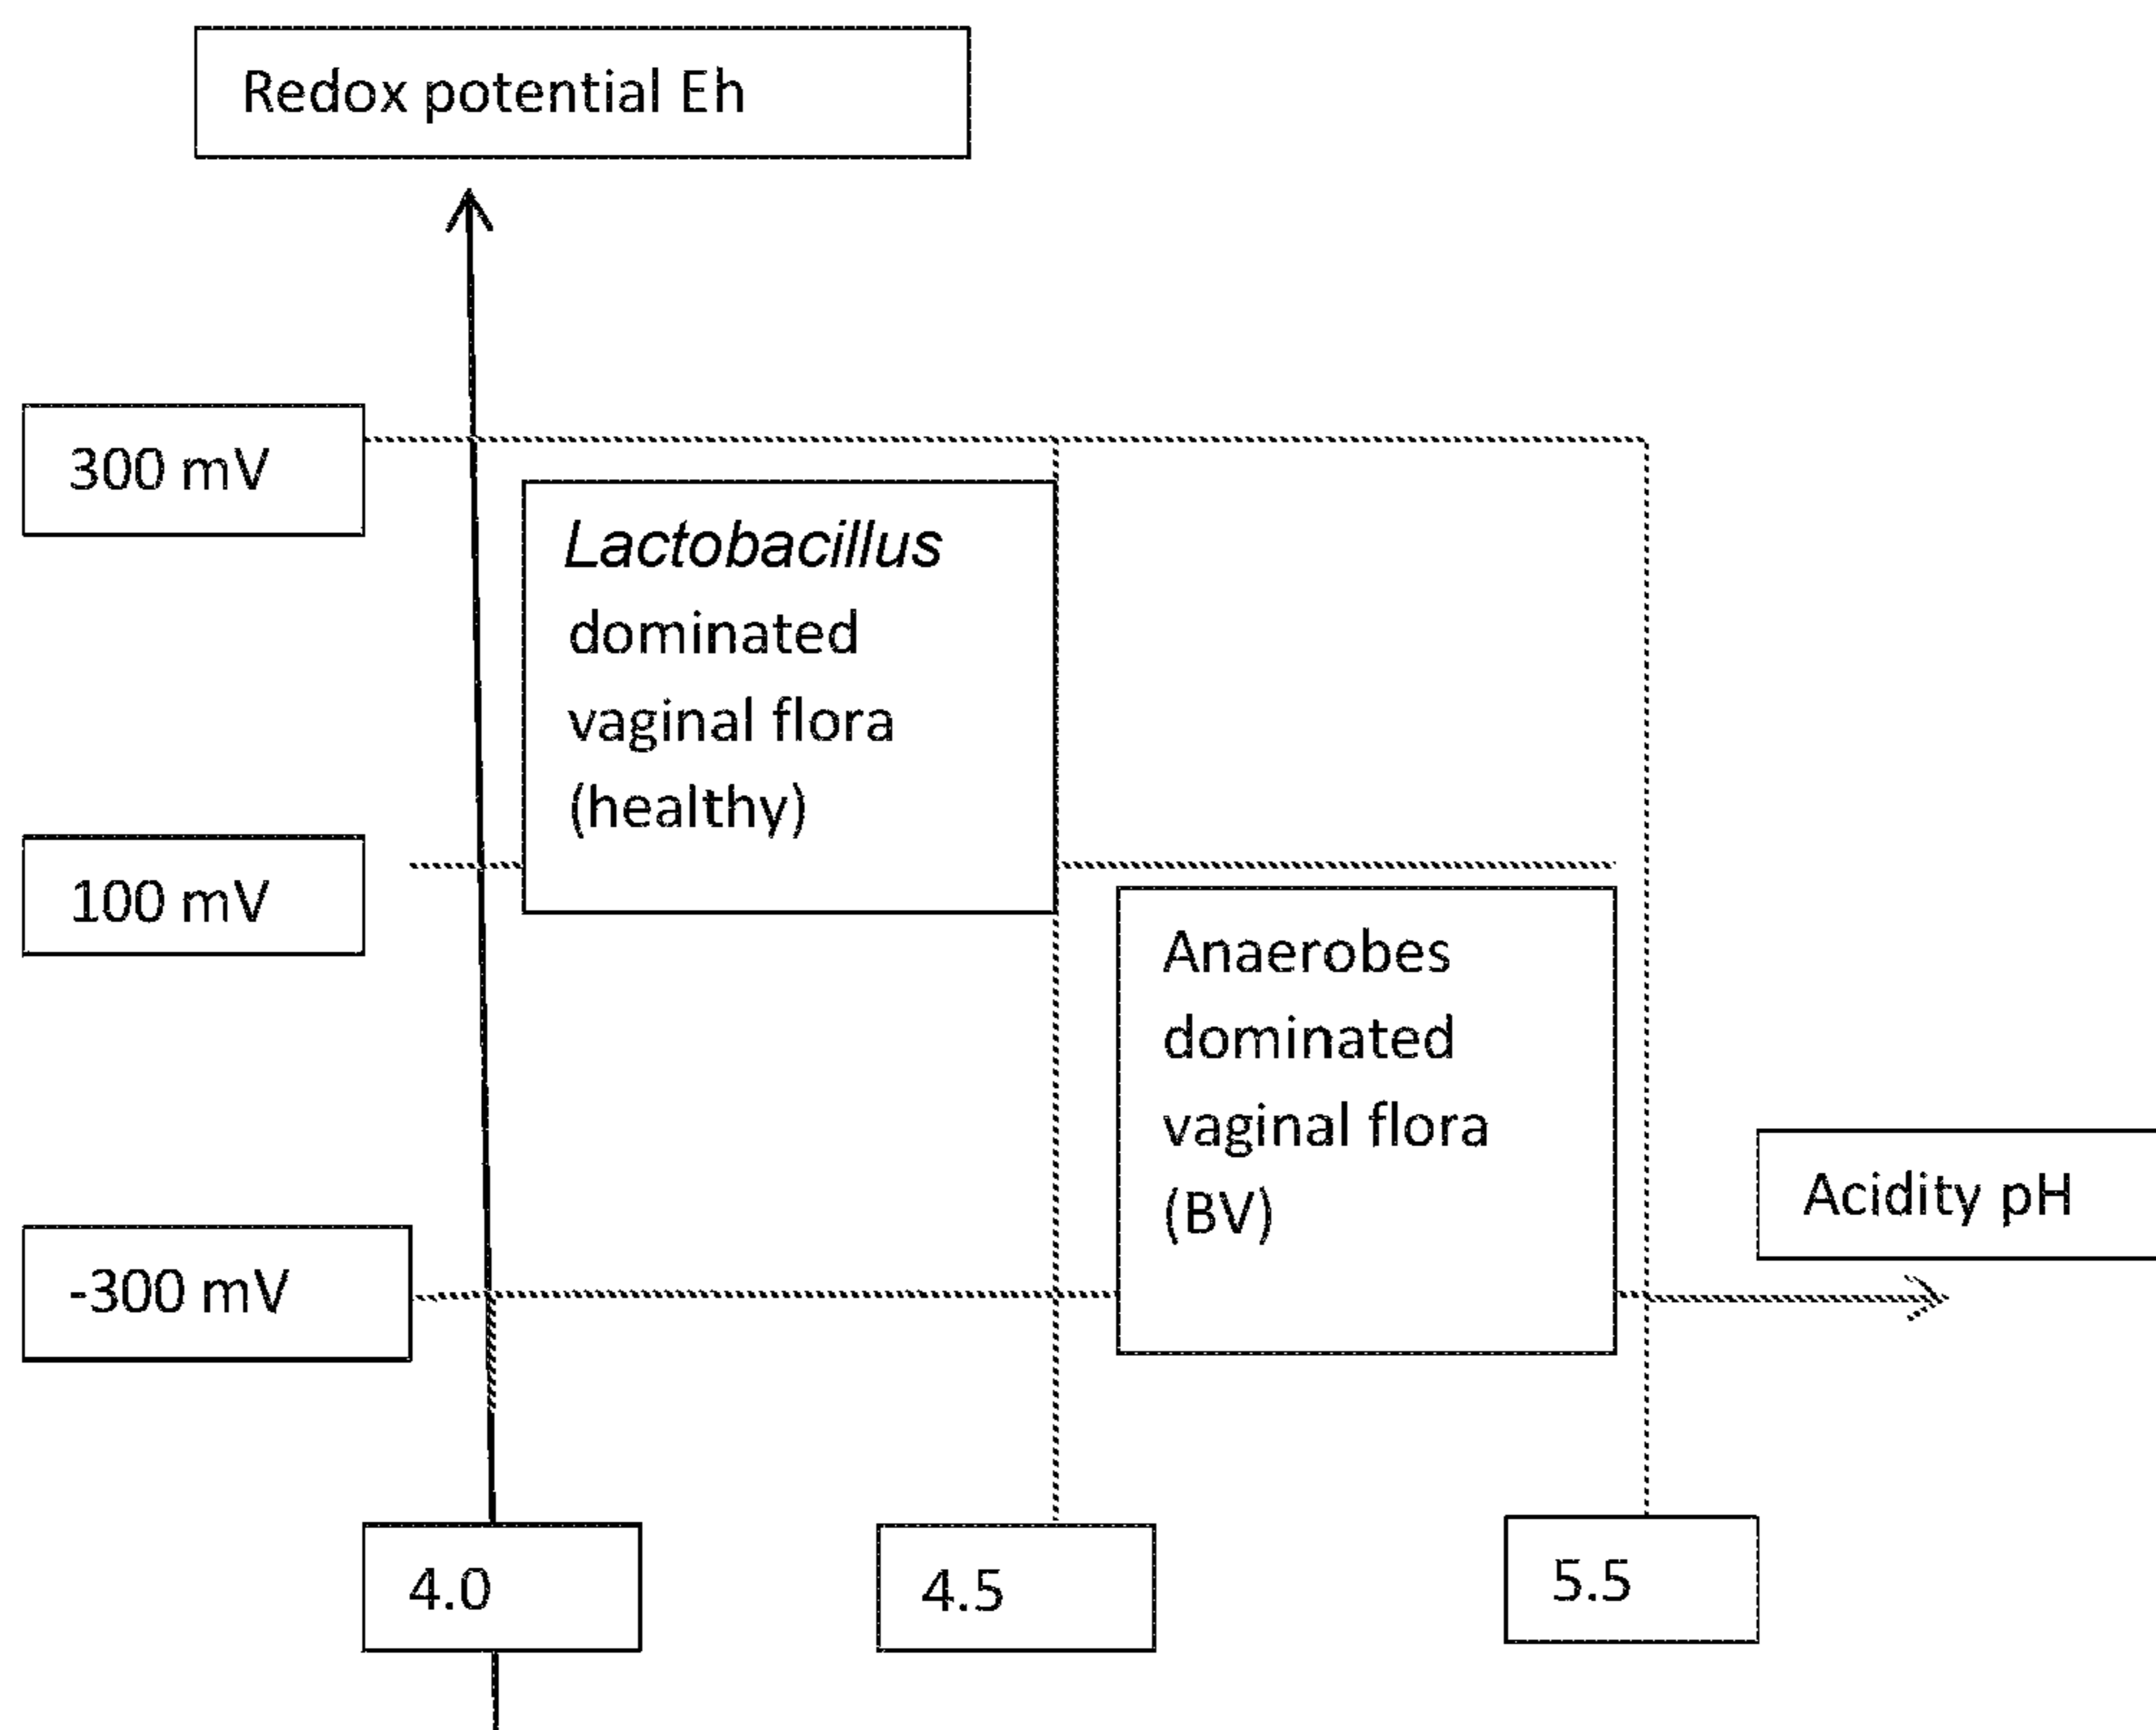 Redox potential Eh
300 mV
Lactobacillus
dominated
vaginal flora
(healthy)
100 mV
Anaerobes
dominated
vaginal flora
(BV)
Acidity pH
-300 mV
4.0
4.5
5.5